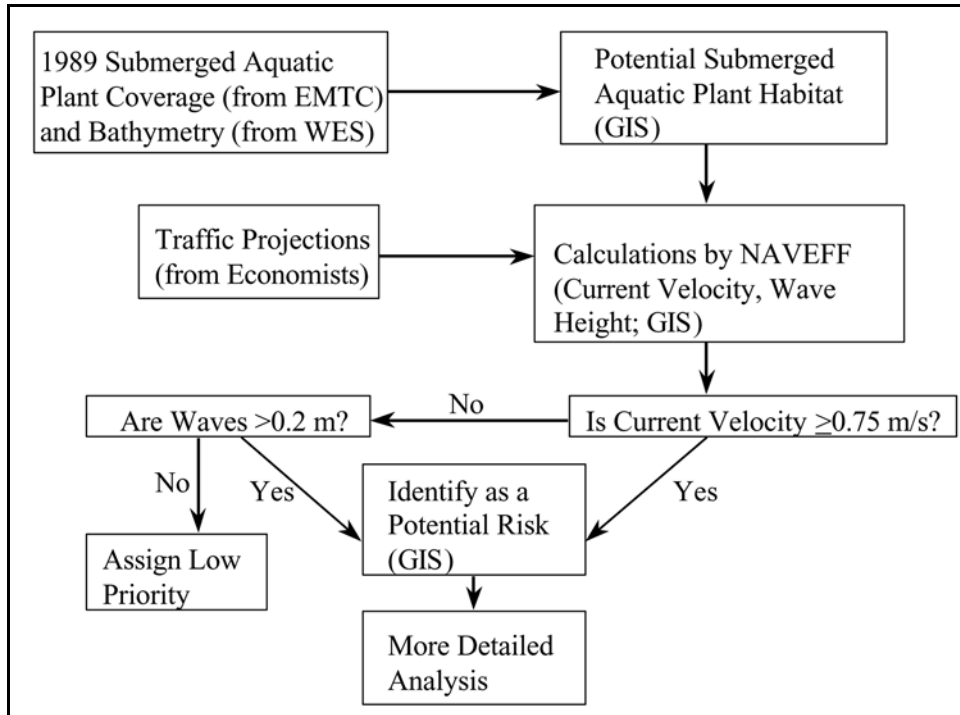 1989 Submerged Aquatic
Plant Coverage (from EMTC)
and Bathymetry (from WES)
Potential Submerged
Aquatic Plant Habitat
(GIS)
Traffic Projections
(from Economists)
Calculations by NAVEFF
(Current Velocity, Wave
Height; GIS)
Is Current Velocity ≥0.75 m/s?
No
Are Waves >0.2 m?
No
Yes
Yes
Identify as a
Potential Risk
(GIS)
Assign Low
Priority
More Detailed
Analysis